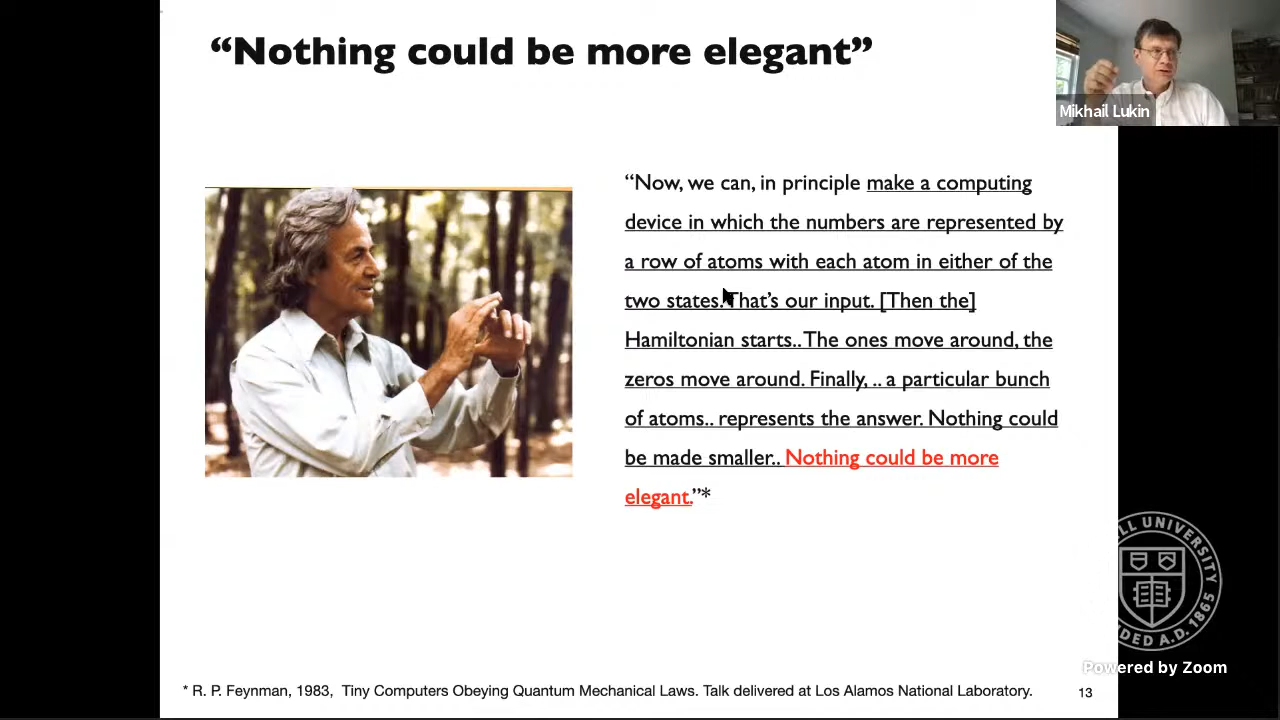 “Nothing could be more elegant”
Mikhail Lukin
“Now, we can, in principle make a computing
device in which the numbers are represented by
a row of atoms with each atom in either of the
two states. That’s our input. [Then the]
Hamiltonian starts.. The ones move around, the
zeros move around. Finally, .. a particular bunch
of atoms.. represents the answer. Nothing could
be made smaller.. Nothing could be more
elegant.”*
LL UNIVERSITY
DED A.D. 1865
Powered by Zoom
* R. P. Feynman, 1983, Tiny Computers Obeying Quantum Mechanical Laws. Talk delivered at Los Alamos National Laboratory.
13